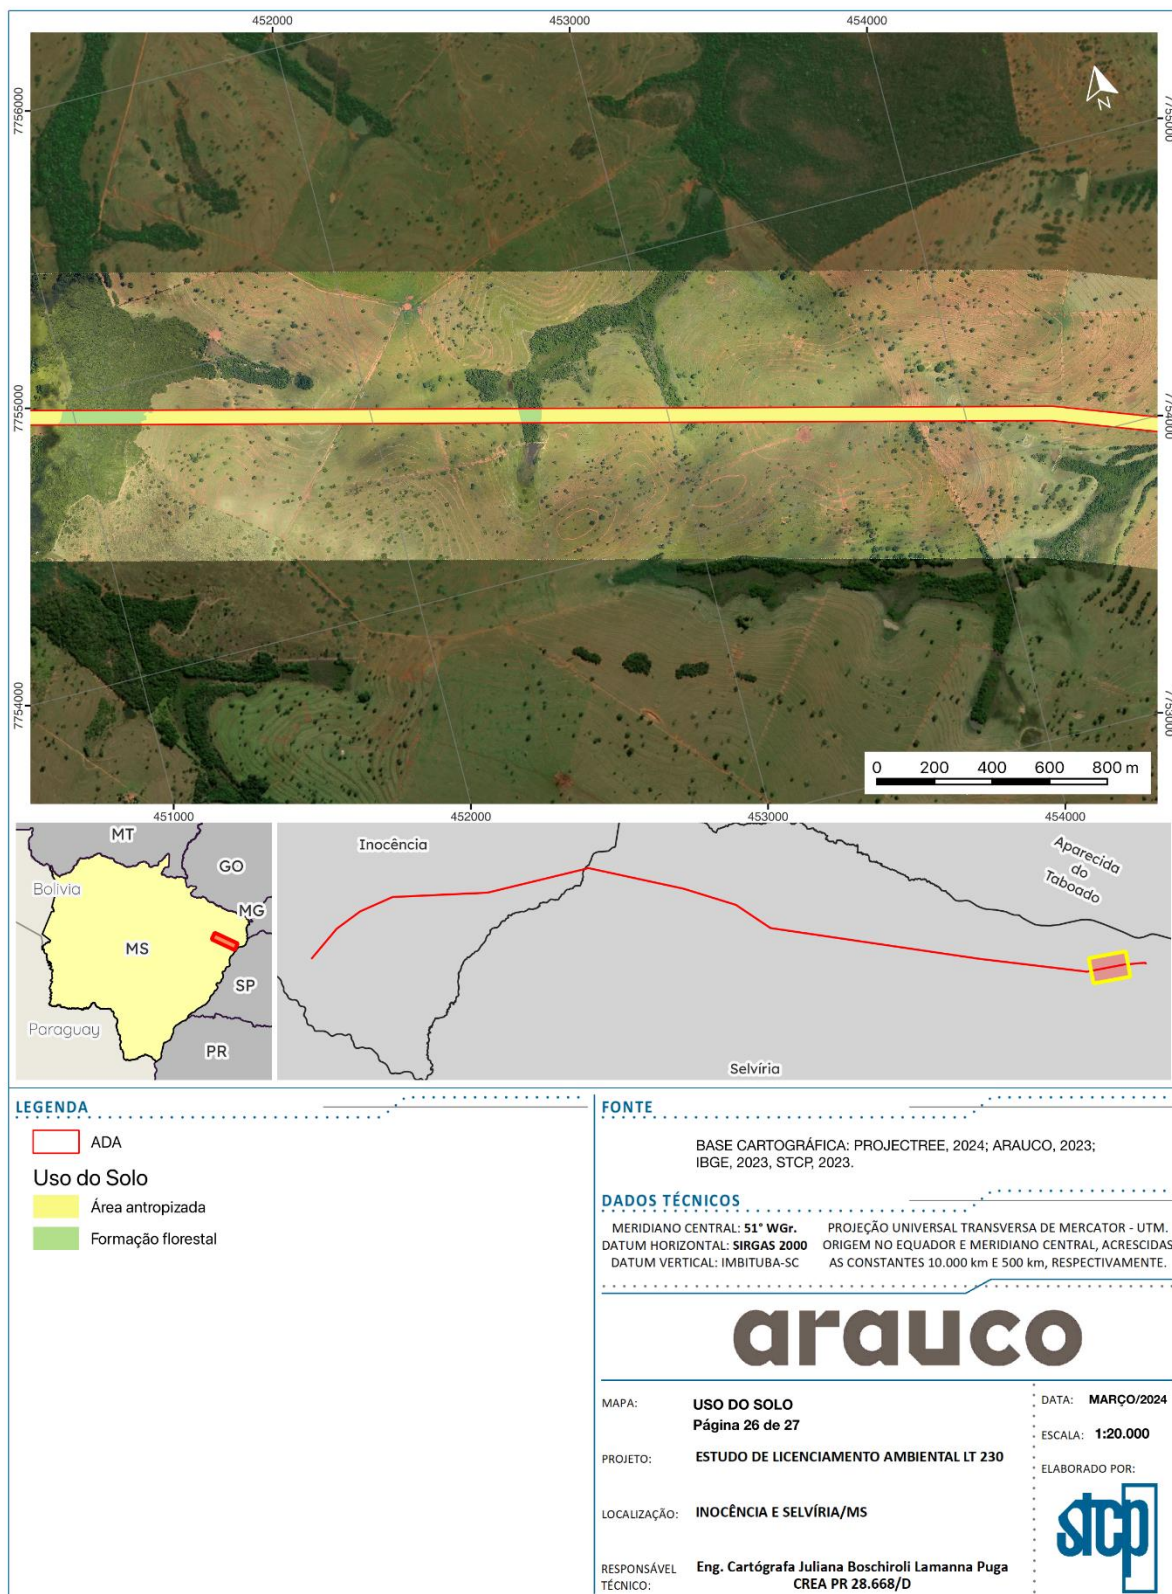 452000
453000
454000
7756000
7755000
7754000
7755000
7754000
7753000
N
0 200 400 600 800 m
451000
452000
453000
454000
MT
GO
Bolivia
MG
MS
SP
Paraguay
PR
Inocência
Aparecida
do
Taboado
Selvíria
LEGENDA
ADA
Uso do Solo
Área antropizada
Formação florestal
FONTE
BASE CARTOGRÁFICA: PROJECTREE, 2024; ARAUCO, 2023;
IBGE, 2023, STCP, 2023.
DADOS TÉCNICOS
MERIDIANO CENTRAL: 51° WGr.
DATUM HORIZONTAL: SIRGAS 2000
DATUM VERTICAL: IMBITUBA-SC
PROJEÇÃO UNIVERSAL TRANSVERSA DE MERCATOR - UTM.
ORIGEM NO EQUADOR E MERIDIANO CENTRAL, ACRESCIDAS
AS CONSTANTES 10.000 km E 500 km, RESPECTIVAMENTE.
arauco
MAPA: USO DO SOLO
Página 26 de 27
PROJETO: ESTUDO DE LICENCIAMENTO AMBIENTAL LT 230
LOCALIZAÇÃO: INOCÊNCIA E SELVÍRIA/MS
RESPONSÁVEL TÉCNICO: Eng. Cartógrafa Juliana Boschiroli Lamanna Puga
CREA PR 28.668/D
DATA: MARÇO/2024
ESCALA: 1:20.000
ELABORADO POR:
stcp